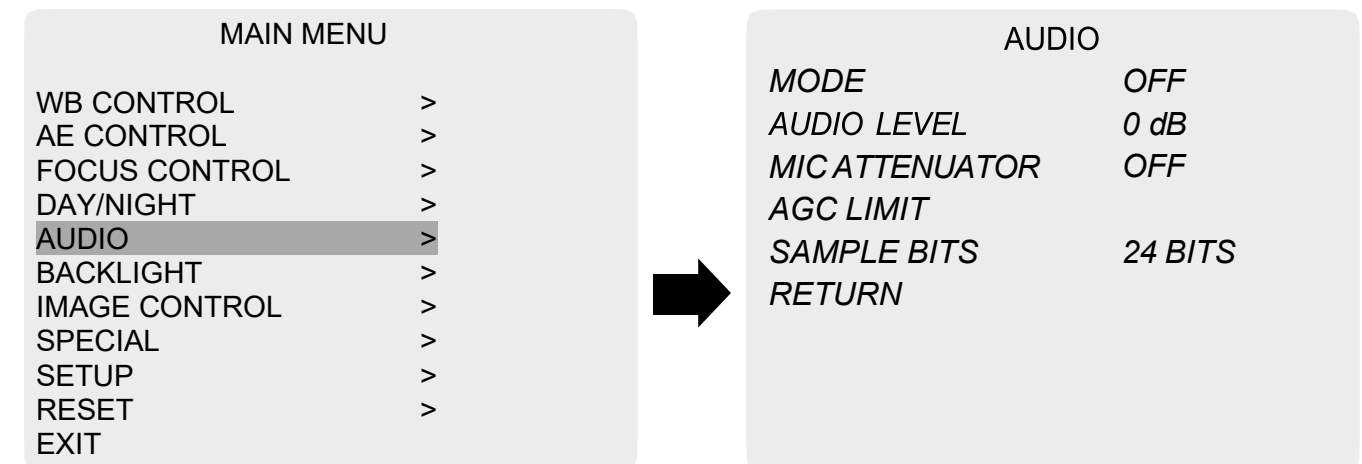 MAIN MENU
WB CONTROL >
AE CONTROL >
FOCUS CONTROL >
DAY/NIGHT >
AUDIO >
BACKLIGHT >
IMAGE CONTROL >
SPECIAL >
SETUP >
RESET >
EXIT
AUDIO
MODE OFF
AUDIO LEVEL 0 dB
MIC ATTENUATOR OFF
AGC LIMIT
SAMPLE BITS 24 BITS
RETURN